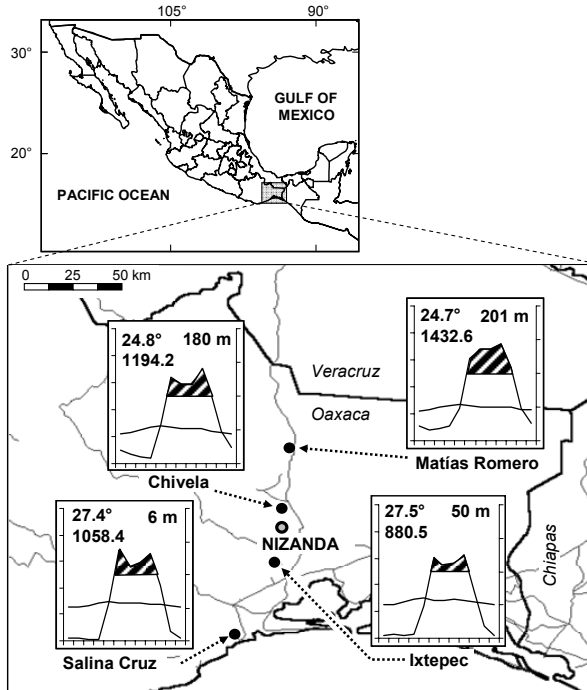 105°
90°
30°
20°
GULF OF
MEXICO
PACIFIC OCEAN
0 25 50 km
24.8° 180 m
1194.2
24.7° 201 m
1432.6
Veracruz
Oaxaca
Chivela
Matías Romero
27.4° 6 m
1058.4
NIZANDA
27.5° 50 m
880.5
Chiapas
Salina Cruz
Ixtepec